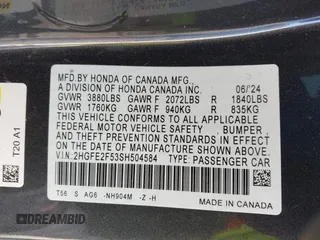 MFD.BY HONDA OF CANADA MFG.,
A DIVISION OF HONDA CANADA INC. 06/'24
GVWR 3880LBS GAWR F 2072LBS R 1840LBS
GVWR 1760KG GAWR F 940KG R 835KG
THIS VEHICLE CONFORMS TO ALL APPLICABLE
FEDERAL MOTOR VEHICLE SAFETY, BUMPER ,
AND THEFT PREVENTION STANDARDS IN EFFECT
ON THE DATE OF MANUFACTURE SHOWN ABOVE.
V.I.N: 2HGFE2F53SH504584 TYPE: PASSENGER CAR
T56 S AG6 -NH904M -Z -H
MADE IN CANADA
T20 A1
DREAMBID